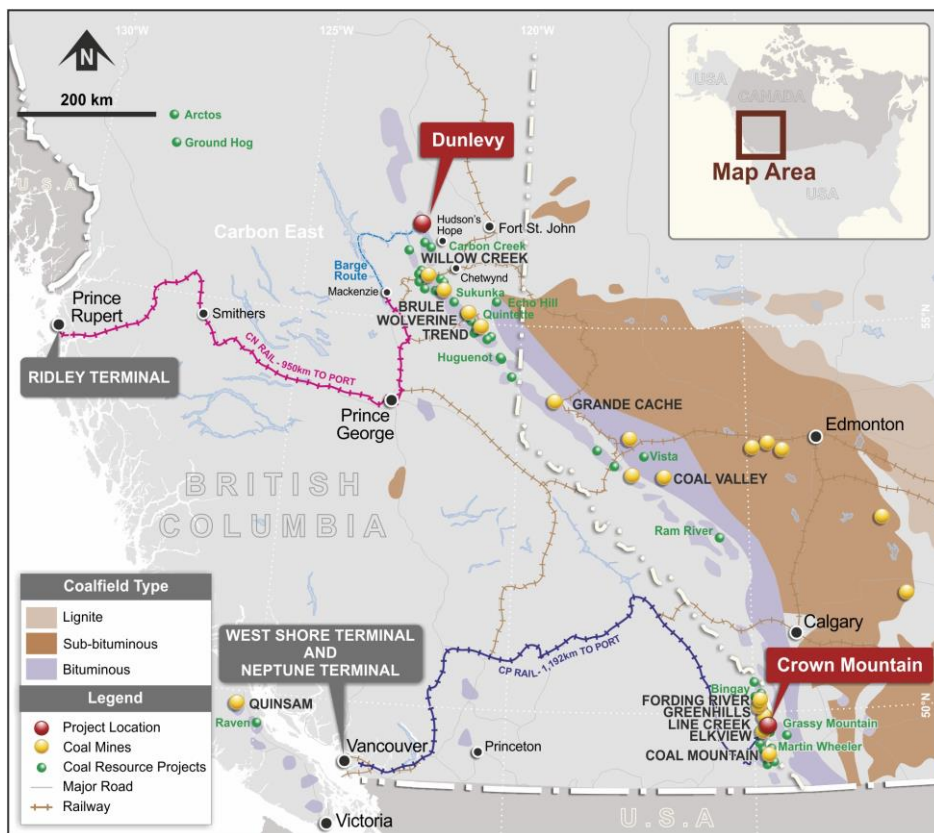 130°W
125°W
120°W
N
200 km
Arctos
Ground Hog
U.S.A
USA
CANADA
USA
Map Area
Dunlevy
Hudson's
Hope
Fort St. John
Carbon East
Carbon Creek
WILLOW CREEK
Barge
Route
Chetwynd
Mackenzie
Sukunka
Echo Hill
BRULE
Quintette
WOLVERINE
TREND
55°N
Prince
Rupert
Smithers
CN RAIL - 950km TO PORT
RIDLEY TERMINAL
Huguenot
Prince
George
GRANDE CACHE
Edmonton
Vista
COAL VALLEY
BRITISH
COLUMBIA
Ram River
Coalfield Type
Lignite
Sub-bituminous
Bituminous
WEST SHORE TERMINAL
AND
NEPTUNE TERMINAL
CP RAIL - 1,192km TO PORT
Calgary
Crown Mountain
Legend
Project Location
Coal Mines
Coal Resource Projects
Major Road
Railway
QUINSAM
Raven
Bingay
FORDING RIVER
GREENHILLS
LINE CREEK
ELKVIEW
COAL MOUNTAIN
Grassy Mountain
Martin Wheeler
50°N
Vancouver
Princeton
Victoria
U.S.A